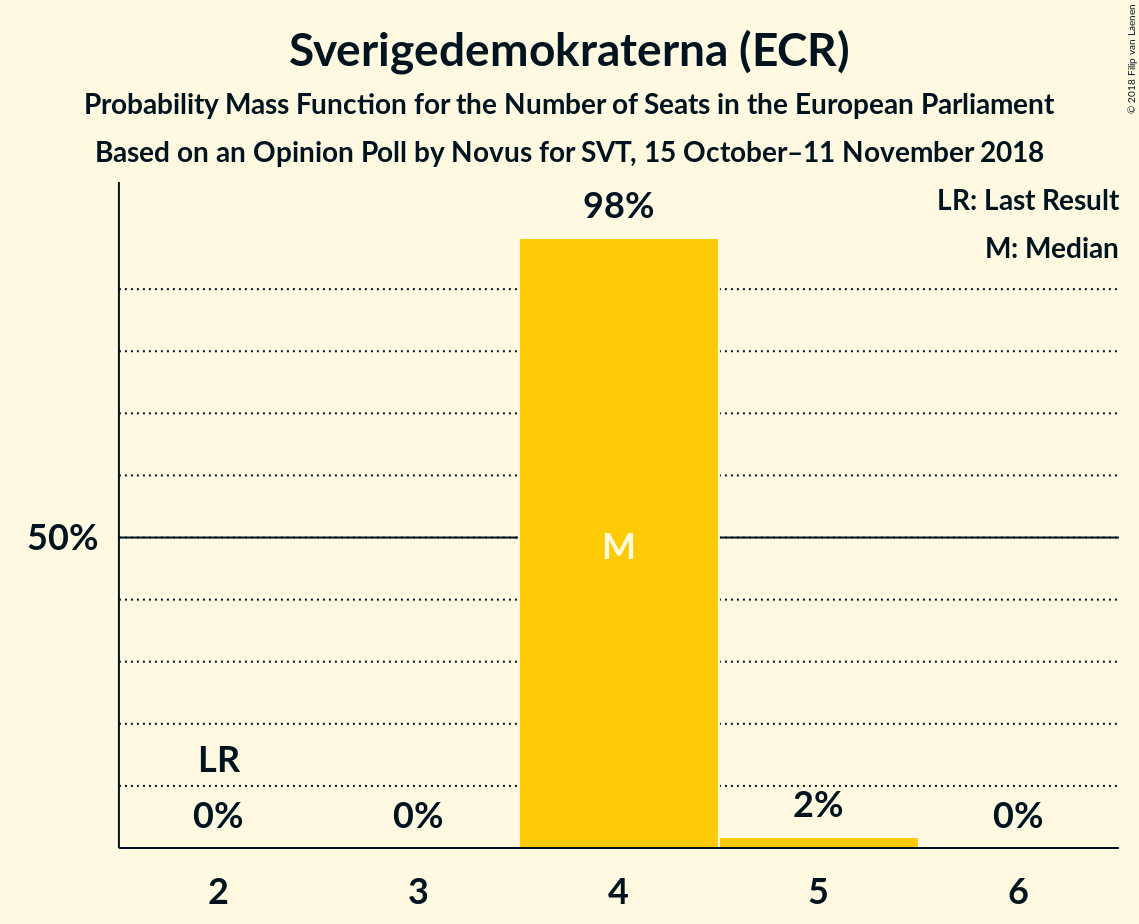 Sverigedemokraterna (ECR)
Probability Mass Function for the Number of Seats in the European Parliament
Based on an Opinion Poll by Novus for SVT, 15 October–11 November 2018
© 2018 Filip van Laenen
LR: Last Result
M: Median
98%
50%
M
LR
0%
0%
2%
0%
2
3
4
5
6